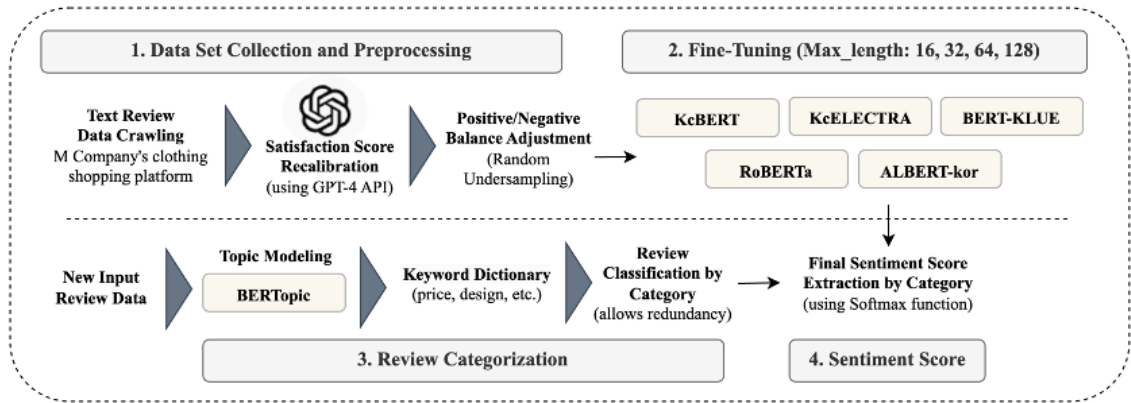 1. Data Set Collection and Preprocessing
2. Fine-Tuning (Max_length: 16, 32, 64, 128)
Text Review
Data Crawling
M Company's clothing
shopping platform
Satisfaction Score
Recalibration
(using GPT-4 API)
Positive/Negative
Balance Adjustment
(Random
Undersampling)
KcBERT
KcELECTRA
BERT-KLUE
RoBERTa
ALBERT-kor
New Input
Review Data
Topic Modeling
BERTopic
Keyword Dictionary
(price, design, etc.)
Review
Classification by
Category
(allows redundancy)
Final Sentiment Score
Extraction by Category
(using Softmax function)
3. Review Categorization
4. Sentiment Score